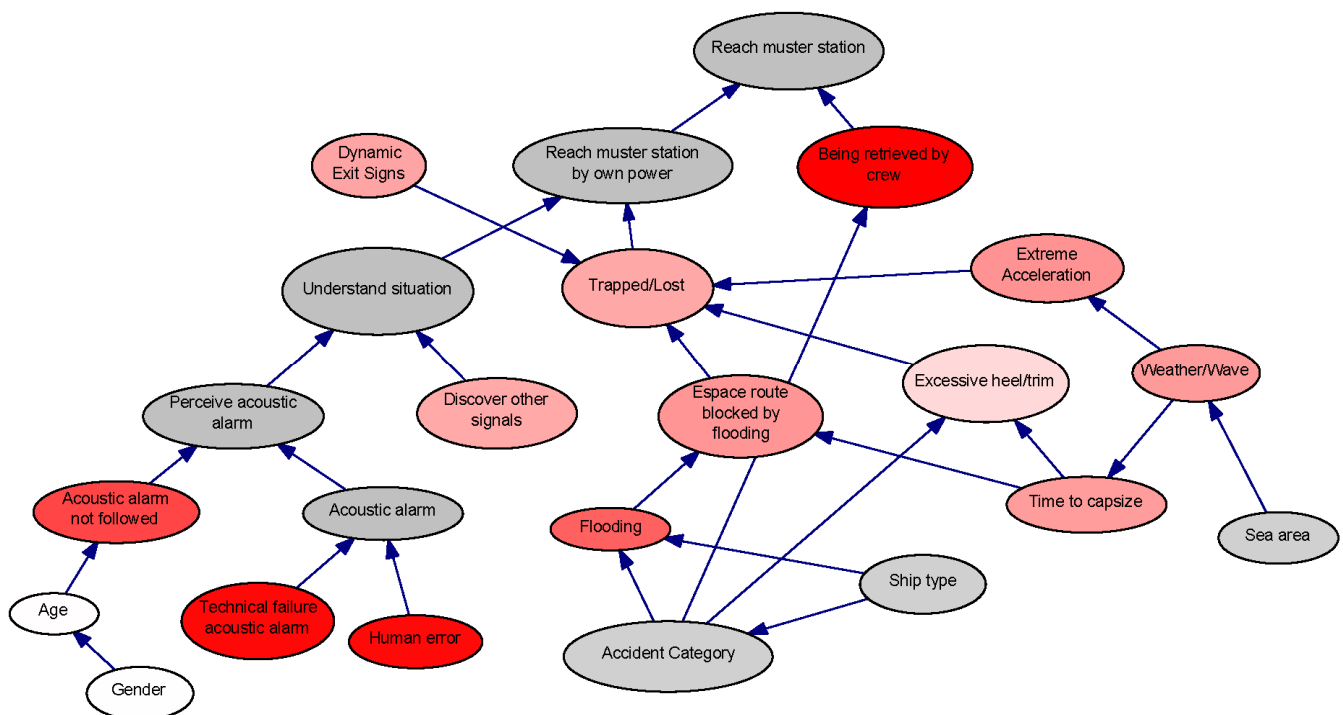 Reach muster station
Dynamic
Exit Signs
Reach muster station
by own power
Being retrieved by
crew
Understand situation
Trapped/Lost
Extreme
Acceleration
Perceive acoustic
alarm
Discover other
signals
Espace route
blocked by
flooding
Excessive heel/trim
Weather/Wave
Acoustic alarm
not followed
Acoustic alarm
Flooding
Time to capsize
Sea area
Age
Technical failure
acoustic alarm
Human error
Ship type
Accident Category
Gender